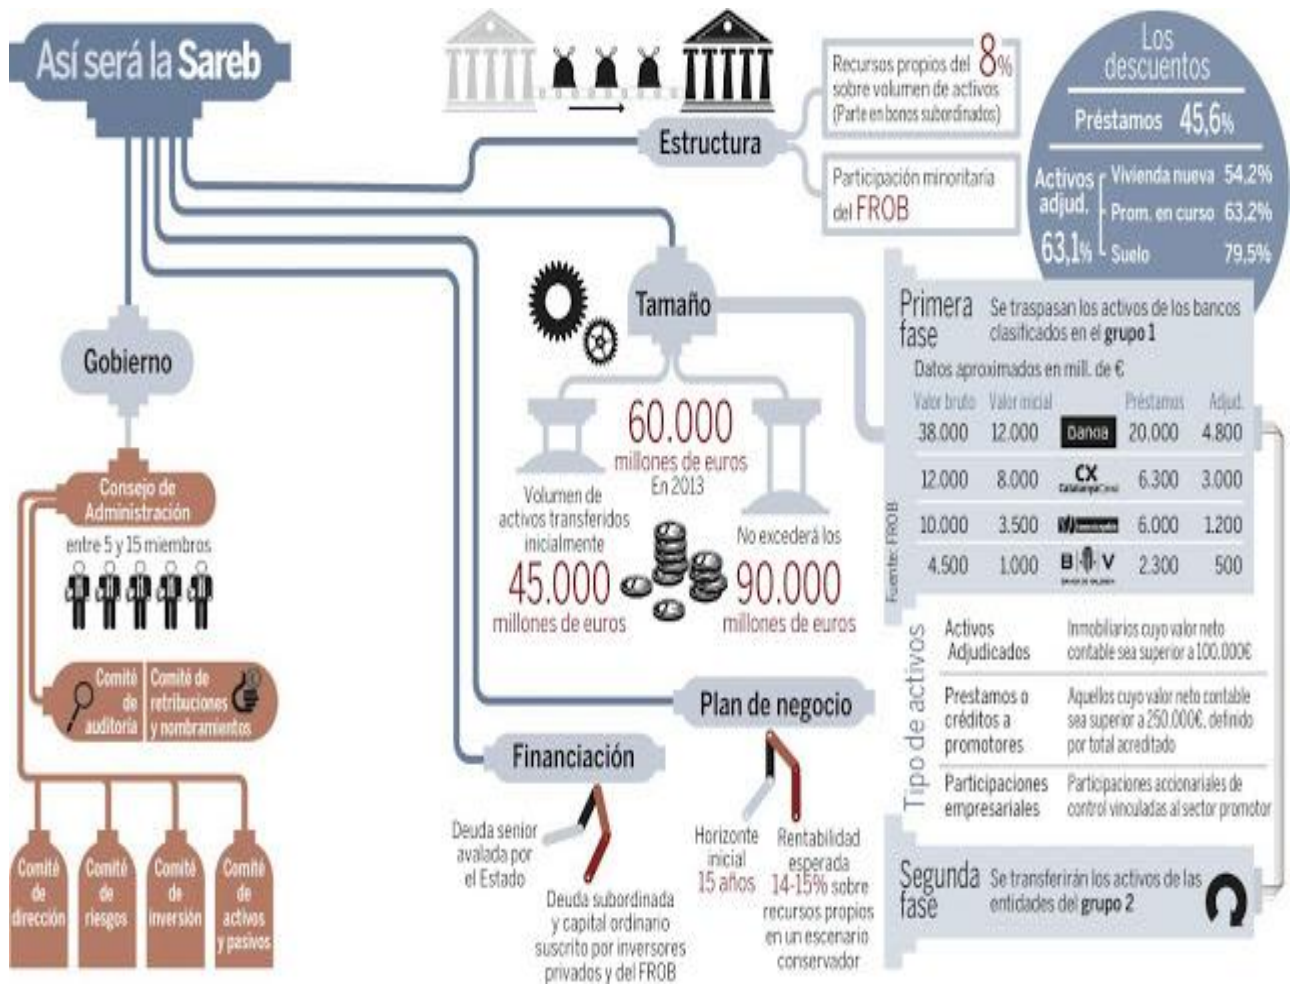 Así será la Sareb
Estructura
Recursos propios del 8%
sobre volumen de activos
(Parte en bonos subordinados)
Participación minoritaria
del FROB
Los
descuentos
Préstamos 45,6%
Activos
adjud.
63,1%
Vivienda nueva 54,2%
Prom. en curso 63,2%
Suelo 79,5%
Tamaño
Volumen de
activos transferidos
inicialmente
45.000
millones de euros
60.000
millones de euros
En 2013
No excederá los
90.000
millones de euros
Primera
fase
Se traspasan los activos de los bancos
clasificados en el grupo 1
Datos aproximados en mill. de €
Valor bruto Valor inicial Préstamos Adjud.
38.000 12.000 Bankia 20.000 4.800
12.000 8.000 CX 6.300 3.000
CatalunyaCaixa
10.000 3.500 6.000 1.200
4.500 1.000 B V 2.300 500
BANCO DE VALENCIA
Fuente: FROB
Tipo de activos
Activos
Adjudicados
Inmobiliarios cuyo valor neto
contable sea superior a 100.000€
Prestamos o
créditos a
promotores
Aquellos cuyo valor neto contable
sea superior a 250.000€, definido
por total acreditado
Participaciones
empresariales
Participaciones accionariales de
control vinculadas al sector promotor
Segunda
fase
Se transferirán los activos de las
entidades del grupo 2
Gobierno
Consejo de
Administración
entre 5 y 15 miembros
Comité
de
auditoría
Comité de
retribuciones
y nombramientos
Comité
de
dirección
Comité
de
riesgos
Comité
de
inversión
Comité
de
activos
y pasivos
Financiación
Deuda senior
avalada por
el Estado
Deuda subordinada
y capital ordinario
suscrito por inversores
privados y del FROB
Plan de negocio
Horizonte
inicial
15 años
Rentabilidad
esperada
14-15% sobre
recursos propios
en un escenario
conservador